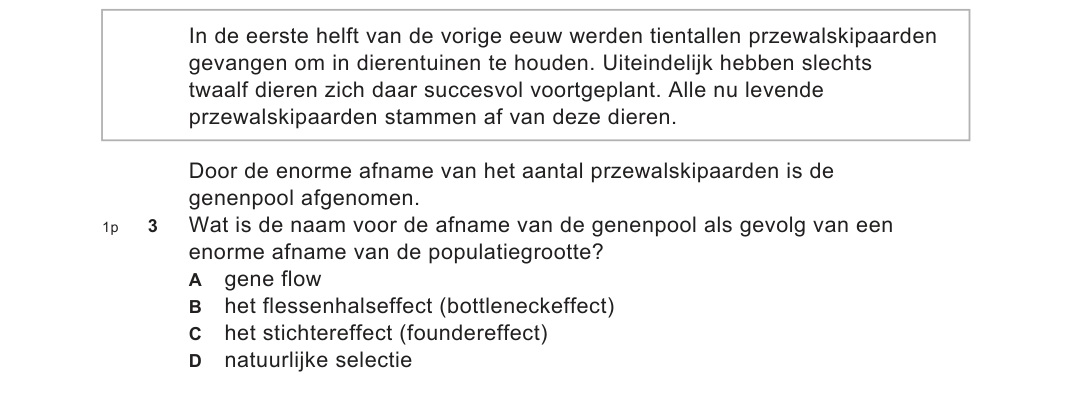 In de eerste helft van de vorige eeuw werden tientallen przewalskipaarden
gevangen om in dierentuinen te houden. Uiteindelijk hebben slechts
twaalf dieren zich daar succesvol voortgeplant. Alle nu levende
przewalskipaarden stammen af van deze dieren.
Door de enorme afname van het aantal przewalskipaarden is de
genenpool afgenomen.
1p 3 Wat is de naam voor de afname van de genenpool als gevolg van een
enorme afname van de populatiegrootte?
A gene flow
B het flessenhalseffect (bottleneckeffect)
C het stichtereffect (foundereffect)
D natuurlijke selectie